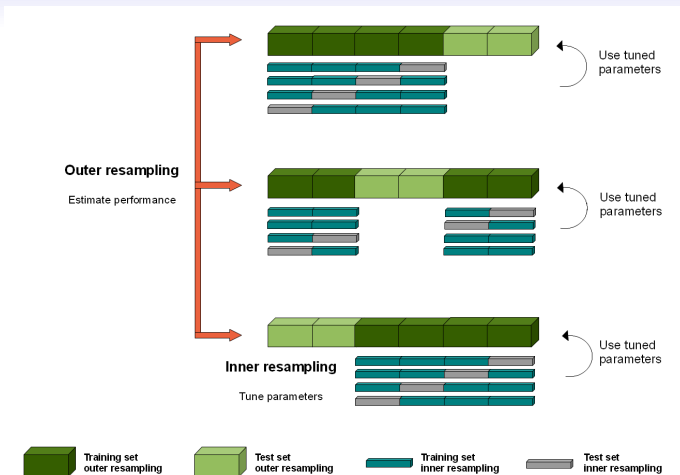 Use tuned
parameters
Outer resampling
Estimate performance
Use tuned
parameters
Inner resampling
Tune parameters
Use tuned
parameters
Training set
outer resampling
Test set
outer resampling
Training set
inner resampling
Test set
inner resampling